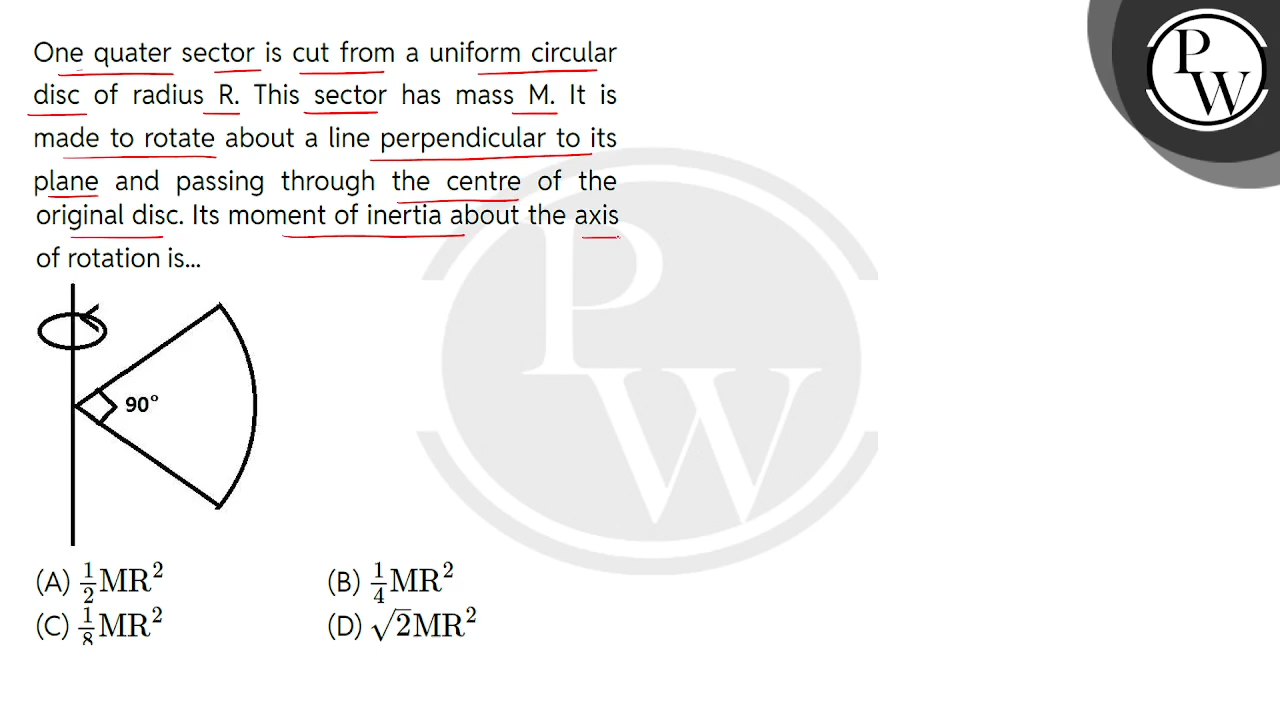 One quater sector is cut from a uniform circular
disc of radius R. This sector has mass M. It is
made to rotate about a line perpendicular to its
plane and passing through the centre of the
original disc. Its moment of inertia about the axis
of rotation is...
90°
(A) 1/2 MR² (B) 1/4 MR²
(C) 1/8 MR² (D) √2MR²
P W
P W